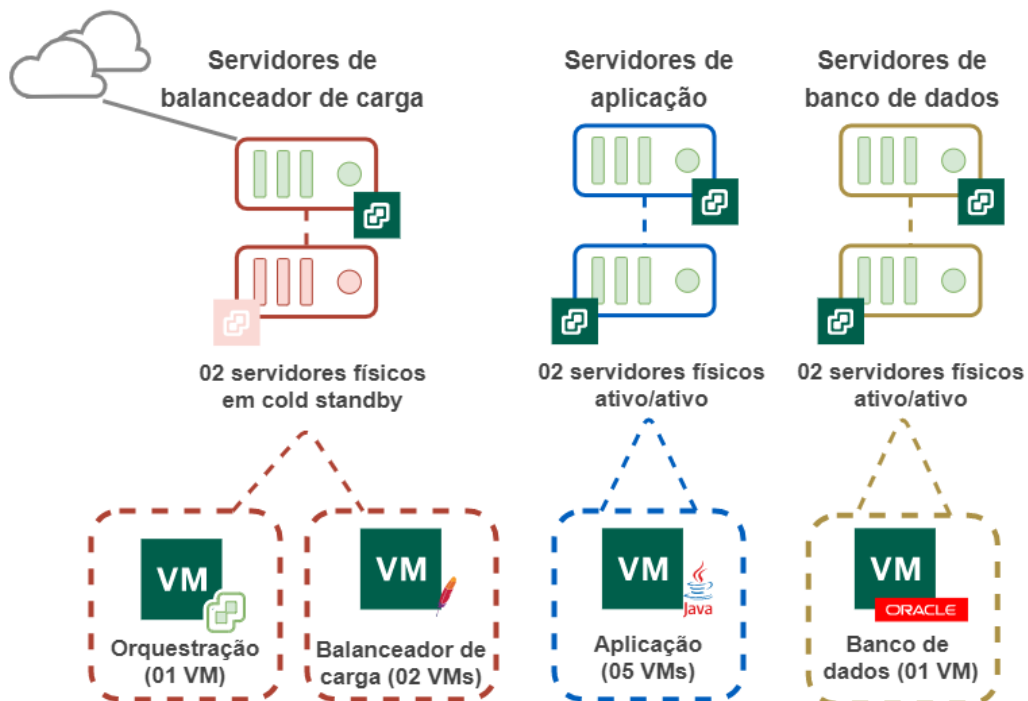 Servidores de
balanceador de carga
Servidores de
aplicação
Servidores de
banco de dados
02 servidores físicos
em cold standby
02 servidores físicos
ativo/ativo
02 servidores físicos
ativo/ativo
VM
Orquestração
(01 VM)
VM
Balanceador de
carga (02 VMs)
VM
Java
Aplicação
(05 VMs)
VM
ORACLE
Banco de
dados (01 VM)